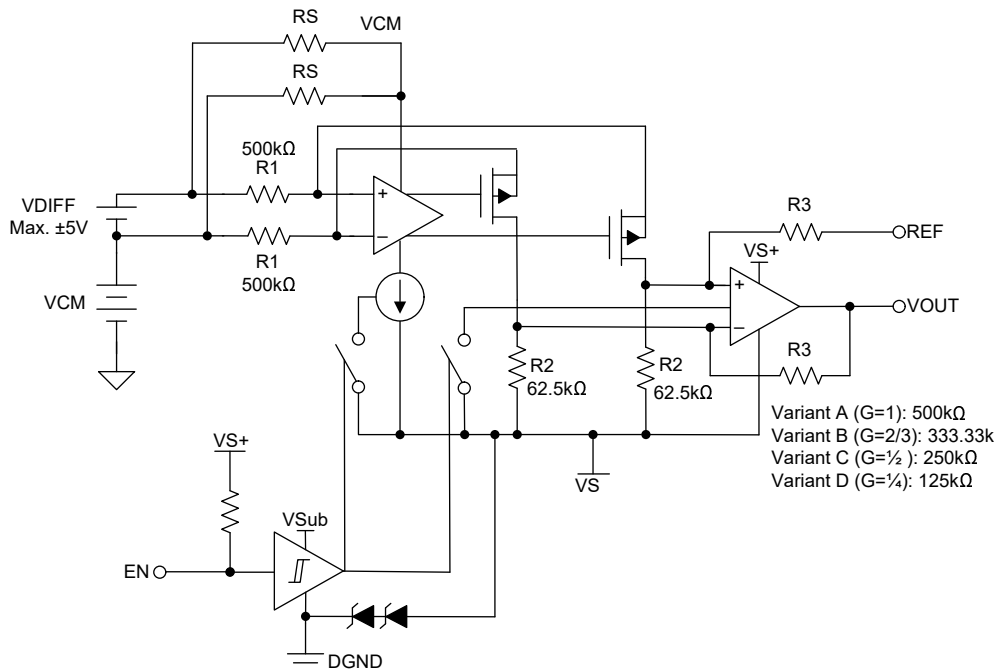 RS
VCM
RS
500kΩ
R1
+
VDIFF
Max. ±5V
R3
REF
VS+
R1
500kΩ
+
VCM
VOUT
R3
R2
62.5kΩ
R2
62.5kΩ
Variant A (G=1): 500kΩ
Variant B (G=2/3): 333.33k
Variant C (G=½ ): 250kΩ
Variant D (G=¼): 125kΩ
VS+
VS
VSub
EN
DGND